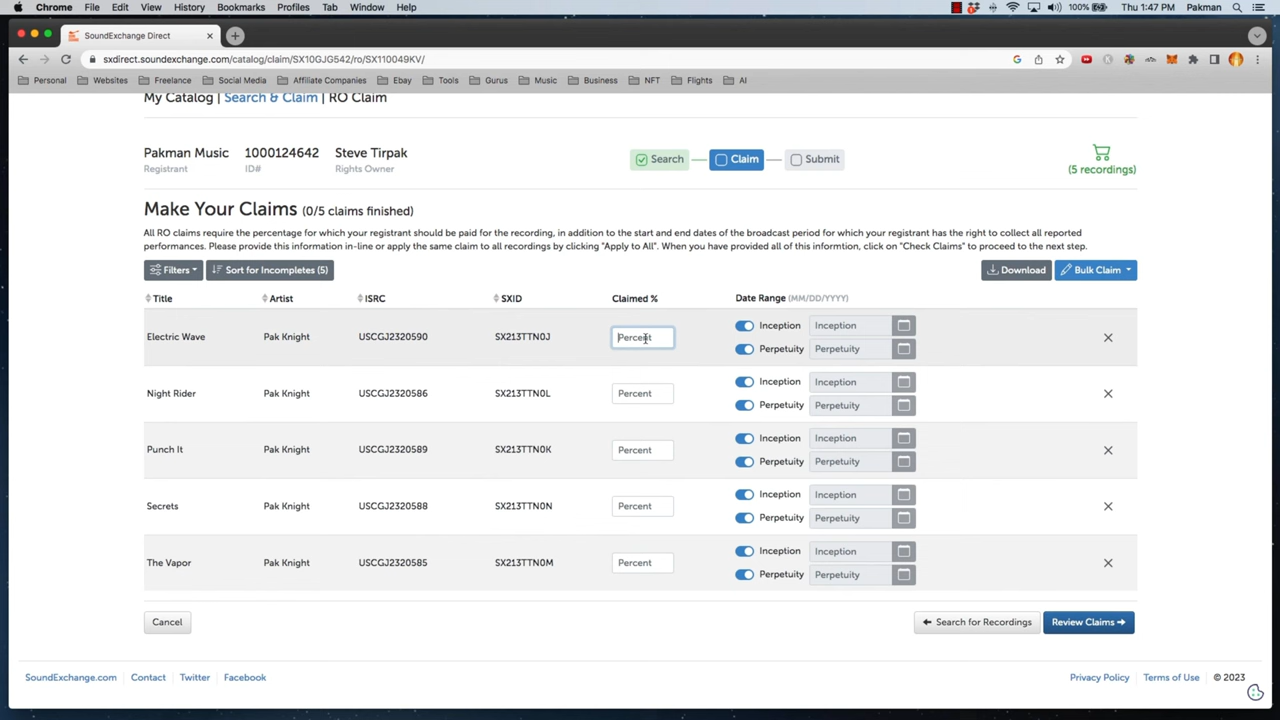 Chrome File Edit View History Bookmarks Profiles Tab Window Help 100% Thu 1:47 PM Pakman
SoundExchange Direct
sxdirect.soundexchange.com/catalog/claim/SX10GJG542/ro/SX110049KV/
Personal Websites Freelance Social Media Affiliate Companies Ebay Tools Gurus Music Business NFT Flights AI
My Catalog | Search & Claim | RO Claim
Pakman Music 1000124642 Steve Tirpak Search Claim Submit
Registrant ID# Rights Owner (5 recordings)
Make Your Claims (0/5 claims finished)
All RO claims require the percentage for which your registrant should be paid for the recording, in addition to the start and end dates of the broadcast period for which your registrant has the right to collect all reported
performances. Please provide this information in-line or apply the same claim to all recordings by clicking "Apply to All". When you have provided all of this informtion, click on "Check Claims" to proceed to the next step.
Filters Sort for Incompletes (5) Download Bulk Claim
Title Artist ISRC SXID Claimed % Date Range (MM/DD/YYYY)
Inception Inception
Electric Wave Pak Knight USCGJ2320590 SX213TTN0J Percent
Perpetuity Perpetuity
Inception Inception
Night Rider Pak Knight USCGJ2320586 SX213TTN0L Percent
Perpetuity Perpetuity
Inception Inception
Punch It Pak Knight USCGJ2320589 SX213TTN0K Percent
Perpetuity Perpetuity
Inception Inception
Secrets Pak Knight USCGJ2320588 SX213TTN0N Percent
Perpetuity Perpetuity
Inception Inception
The Vapor Pak Knight USCGJ2320585 SX213TTN0M Percent
Perpetuity Perpetuity
Cancel Search for Recordings Review Claims
SoundExchange.com Contact Twitter Facebook Privacy Policy Terms of Use © 2023